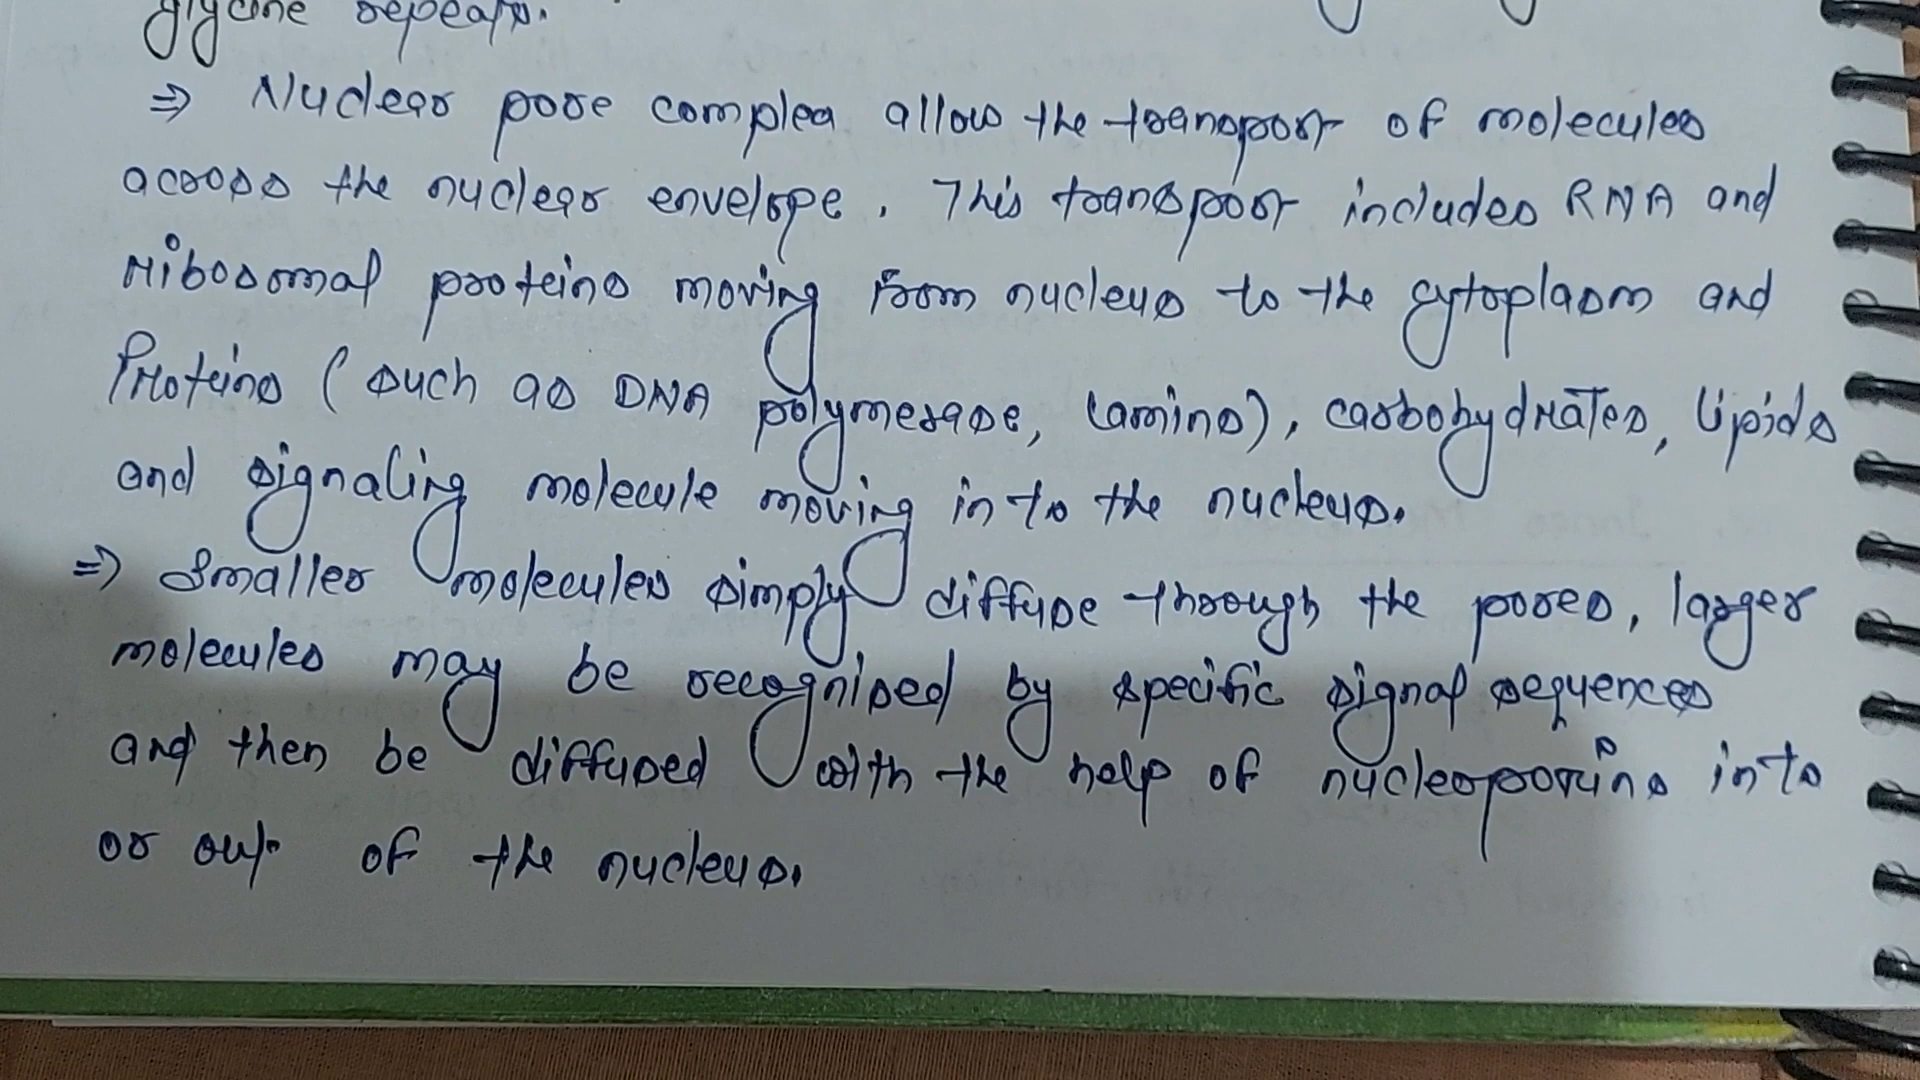 glycine repeats.
⇒ Nuclear pore complex allow the transport of molecules
across the nuclear envelope. This transport includes RNA and
ribosomal proteins moving from nucleus to the cytoplasm and
Proteins (such as DNA polymerase, lamins), carbohydrates, lipids
and signaling molecule moving into the nucleus.
⇒ Smaller molecules simply diffuse through the pores, larger
molecules may be recognised by specific signal sequences
and then be diffused with the help of nucleoporins into
or out of the nucleus.